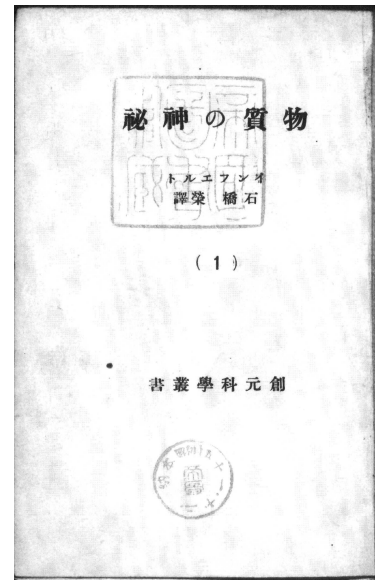 物質の神祕
オンフエルト
石橋榮譯
(1)
創元科學叢書